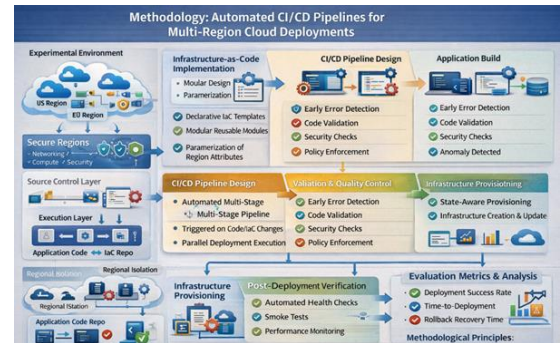 Methodology: Automated CI/CD Pipelines for
Multi-Region Cloud Deployments
Experimental Environment
US Region
EU Region
Secure Regions
Networking
Compute Security
Source Control Layer
Execution Layer
Application Code
IaC Repo
Regional Isolation
Regional Isolation
Regional IStation
Application Code Repo
Infrastructure-as-Code
Implementation
Moular Design
Paramerization
Declarative IaC Templates
Modular Reusable Modules
Paramerization of
Region Attributes
CI/CD Pipeline Design
Early Error Detection
Code Validation
Security Checks
Policy Enforcement
Application Build
Early Error Detection
Code Validation
Security Checks
Anomaly Detected
CI/CD Pipeline Design
Automated Multi-Stage
Multi-Stage Pipeline
Triggered on Code/IaC Changes
Parallel Deployment Execution
Valiation & Quality Control
Early Error Detection
Code Validation
Security Checks
Policy Enforcement
Infrastructure Provisiotning
State-Aware Provisioning
Infrastructure Creation & Update
Infrastructure
Provisioning
Post-Deployment Verification
Automated Health Checks
Smoke Tests
Performance Monitoring
Evaluation Metrics & Analysis
Deployment Success Rate
Time-to-Deployment
Rollback Recovery Time
Methodological Principles: